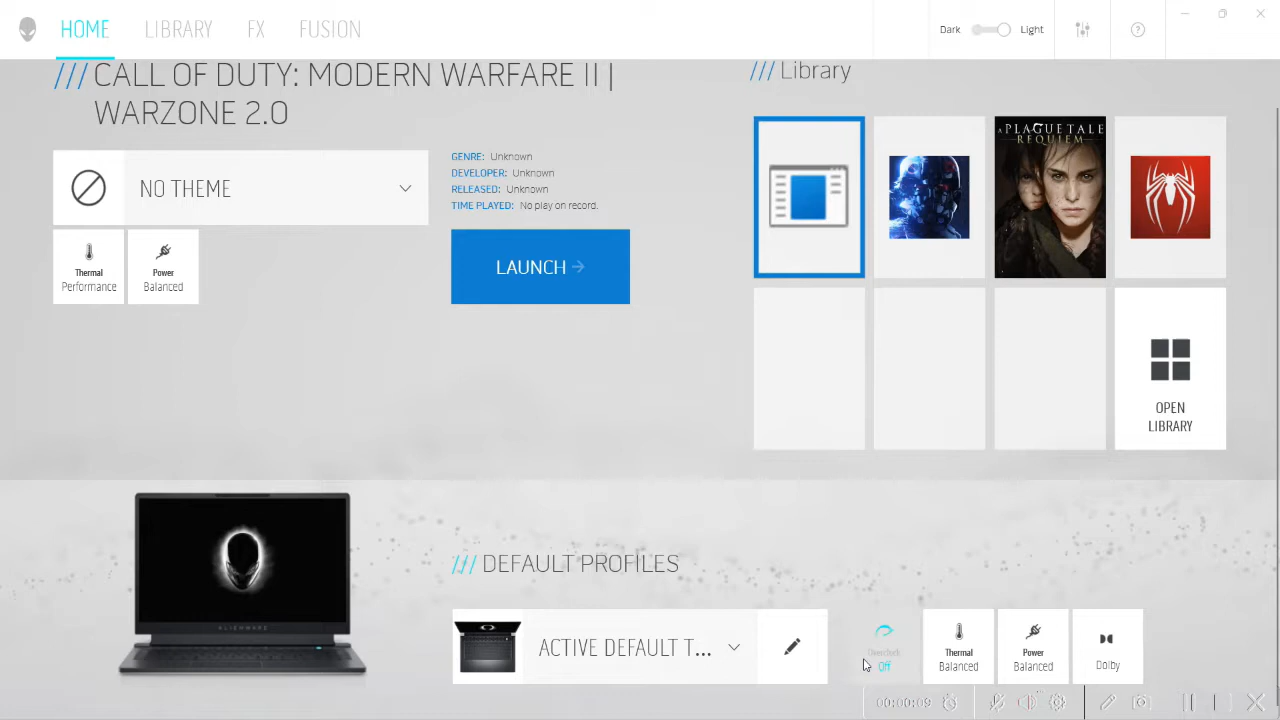 HOME LIBRARY FX FUSION Dark Light
/// CALL OF DUTY: MODERN WARFARE II |
WARZONE 2.0
NO THEME
Thermal
Performance
Power
Balanced
GENRE: Unknown
DEVELOPER: Unknown
RELEASED: Unknown
TIME PLAYED: No play on record.
LAUNCH
/// Library
A PLAGUE TALE
REQUIEM
OPEN
LIBRARY
ALIENWARE
/// DEFAULT PROFILES
ACTIVE DEFAULT T...
Overclock
Off
Thermal
Balanced
Power
Balanced
Dolby
00:00:09